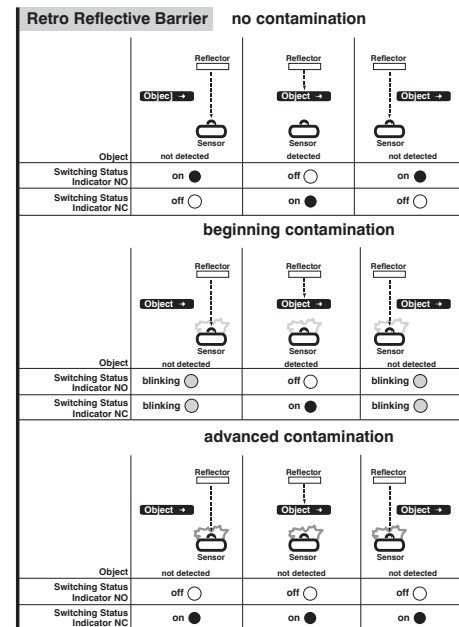 Retro Reflective Barrier no contamination
Reflector Reflector Reflector
Objec → Object → Object →
Sensor Sensor Sensor
Object not detected detected not detected
Switching Status
Indicator NO on off on
Switching Status
Indicator NC off on off
beginning contamination
Reflector Reflector Reflector
Object → Object → Object →
Sensor Sensor Sensor
Object not detected detected not detected
Switching Status
Indicator NO blinking off blinking
Switching Status
Indicator NC blinking on blinking
advanced contamination
Reflector Reflector Reflector
Object → Object → Object →
Sensor Sensor Sensor
Object not detected not detected not detected
Switching Status
Indicator NO off off off
Switching Status
Indicator NC on on on